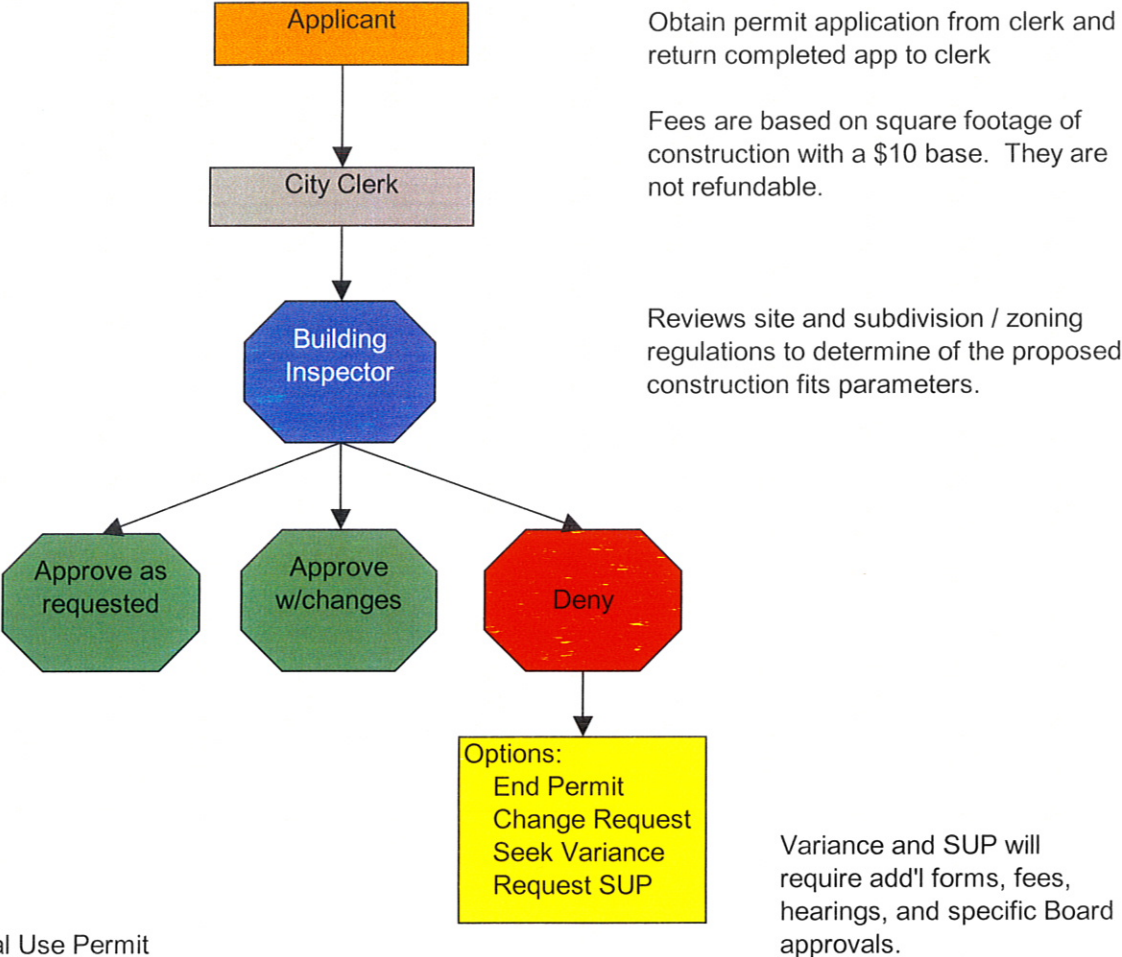 Applicant
Obtain permit application from clerk and
return completed app to clerk
Fees are based on square footage of
construction with a $10 base. They are
not refundable.
City Clerk
Building
Inspector
Reviews site and subdivision / zoning
regulations to determine of the proposed
construction fits parameters.
Approve as
requested
Approve
w/changes
Deny
Options:
End Permit
Change Request
Seek Variance
Request SUP
Variance and SUP will
require add'l forms, fees,
hearings, and specific Board
approvals.
al Use Permit